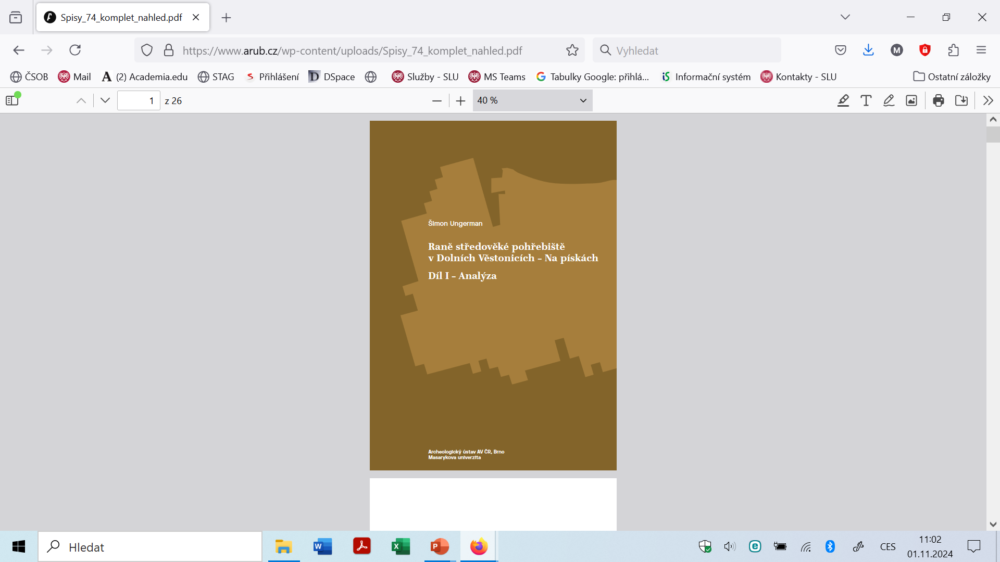 Spisy_74_komplet_nahled.pdf
https://www.arub.cz/wp-content/uploads/Spisy_74_komplet_nahled.pdf
Vyhledat
M
ČSOB
Mail
A (2) Academia.edu
STAG
S Přihlášení
D DSpace
Služby - SLU
MS Teams
G Tabulky Google: přihlá...
iS Informační systém
Kontakty - SLU
Ostatní záložky
1 z 26
40 %
Šimon Ungerman
Raně středověké pohřebiště
v Dolních Věstonicích – Na pískách
Díl I – Analýza
Archeologický ústav AV ČR, Brno
Masarykova univerzita
Hledat
W
X
P
e
CES
11:02
01.11.2024